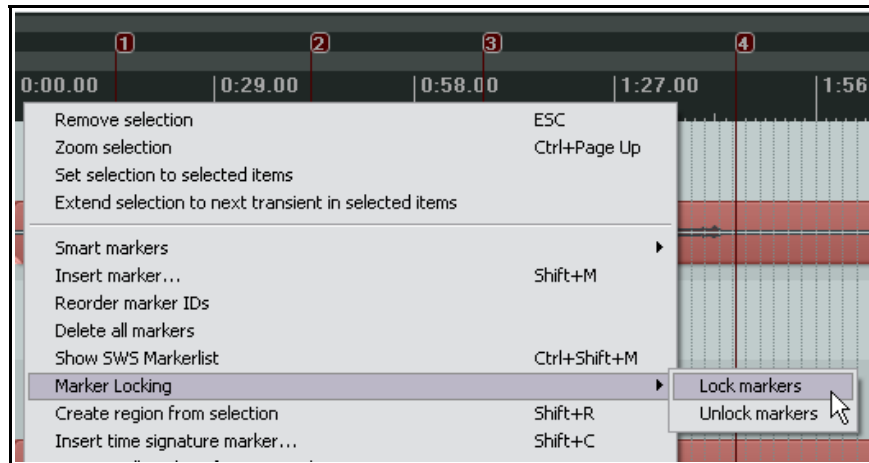 1 2 3 4
0:00.00 0:29.00 0:58.00 1:27.00 1:56
Remove selection ESC
Zoom selection Ctrl+Page Up
Set selection to selected items
Extend selection to next transient in selected items
Smart markers
Insert marker... Shift+M
Reorder marker IDs
Delete all markers
Show SWS Markerlist Ctrl+Shift+M
Marker Locking Lock markers
Create region from selection Shift+R Unlock markers
Insert time signature marker... Shift+C